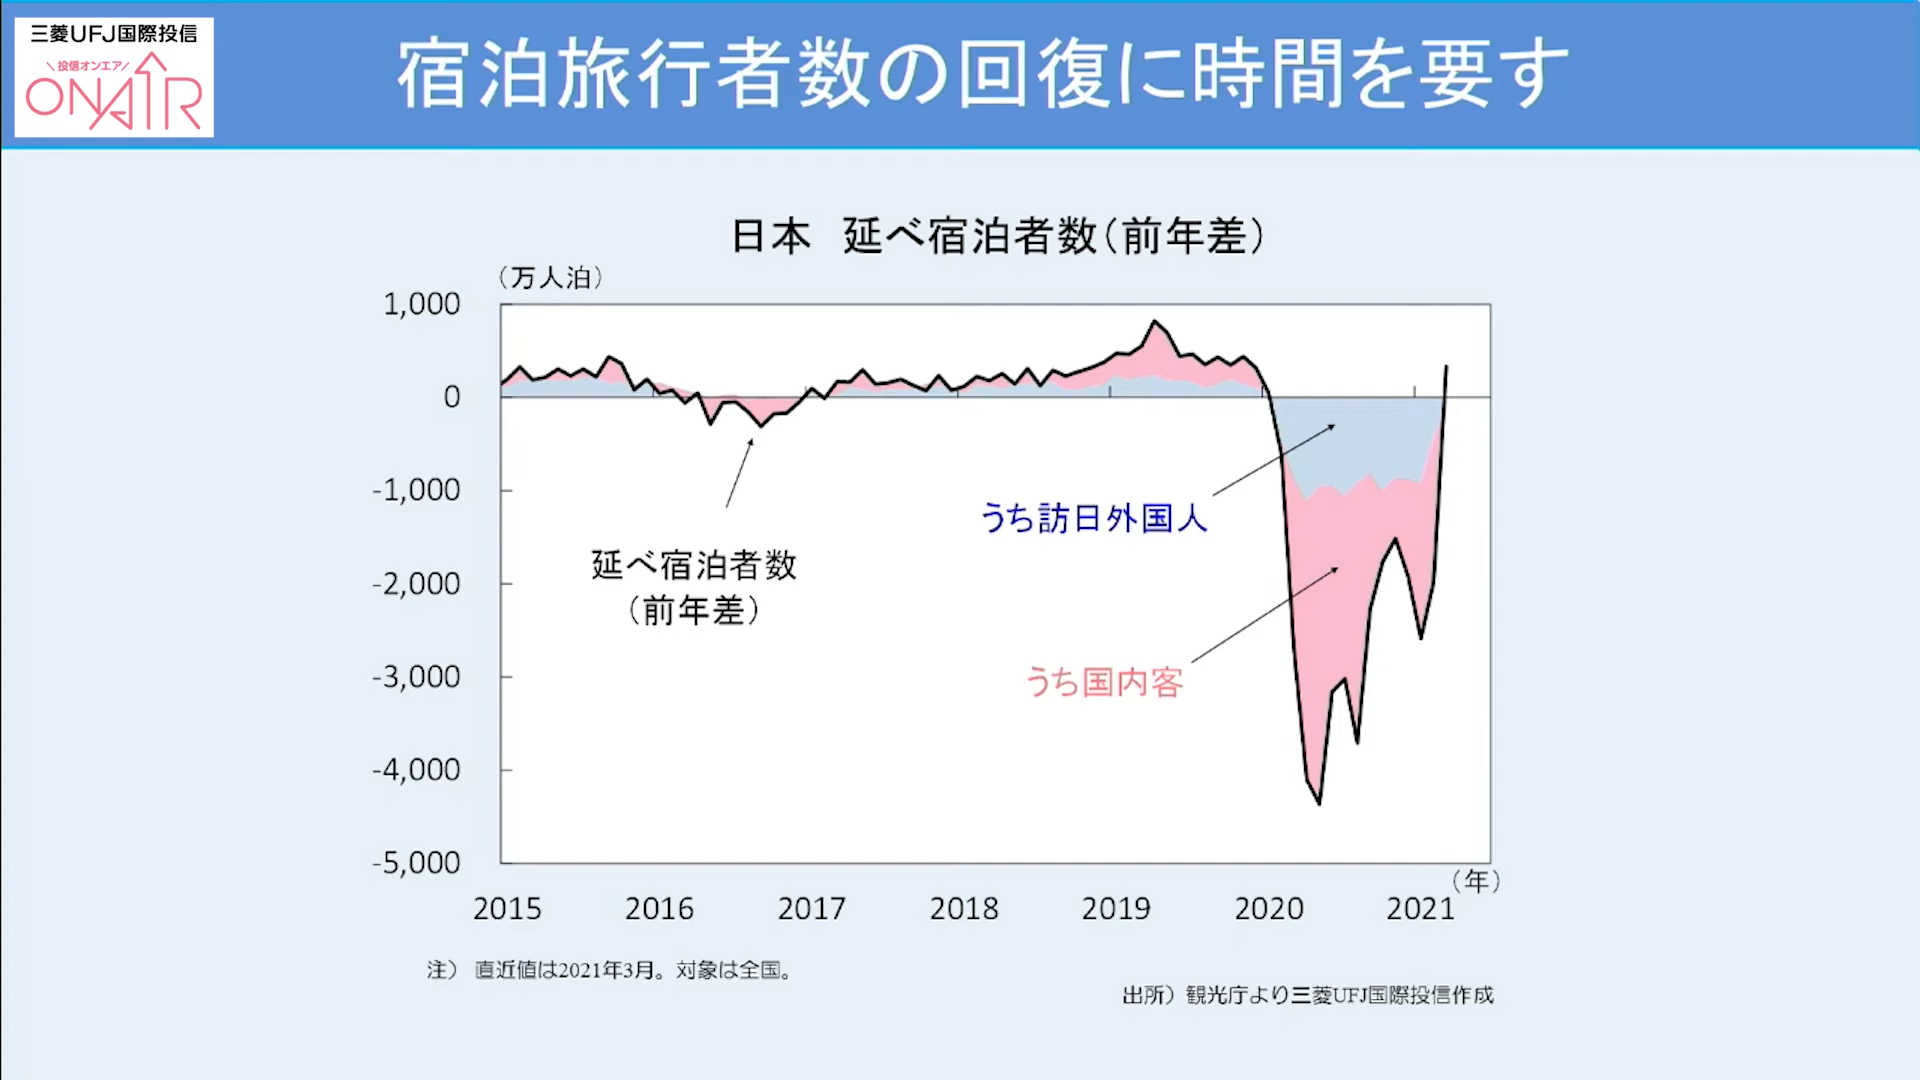 三菱UFJ国際投信
＼投信オンエア／
ONAIR
宿泊旅行者数の回復に時間を要す
日本　延べ宿泊者数（前年差）
（万人泊）
1,000
0
-1,000
-2,000
-3,000
-4,000
-5,000
うち訪日外国人
延べ宿泊者数
（前年差）
うち国内客
（年）
2015 2016 2017 2018 2019 2020 2021
注） 直近値は2021年3月。対象は全国。
出所）観光庁より三菱UFJ国際投信作成